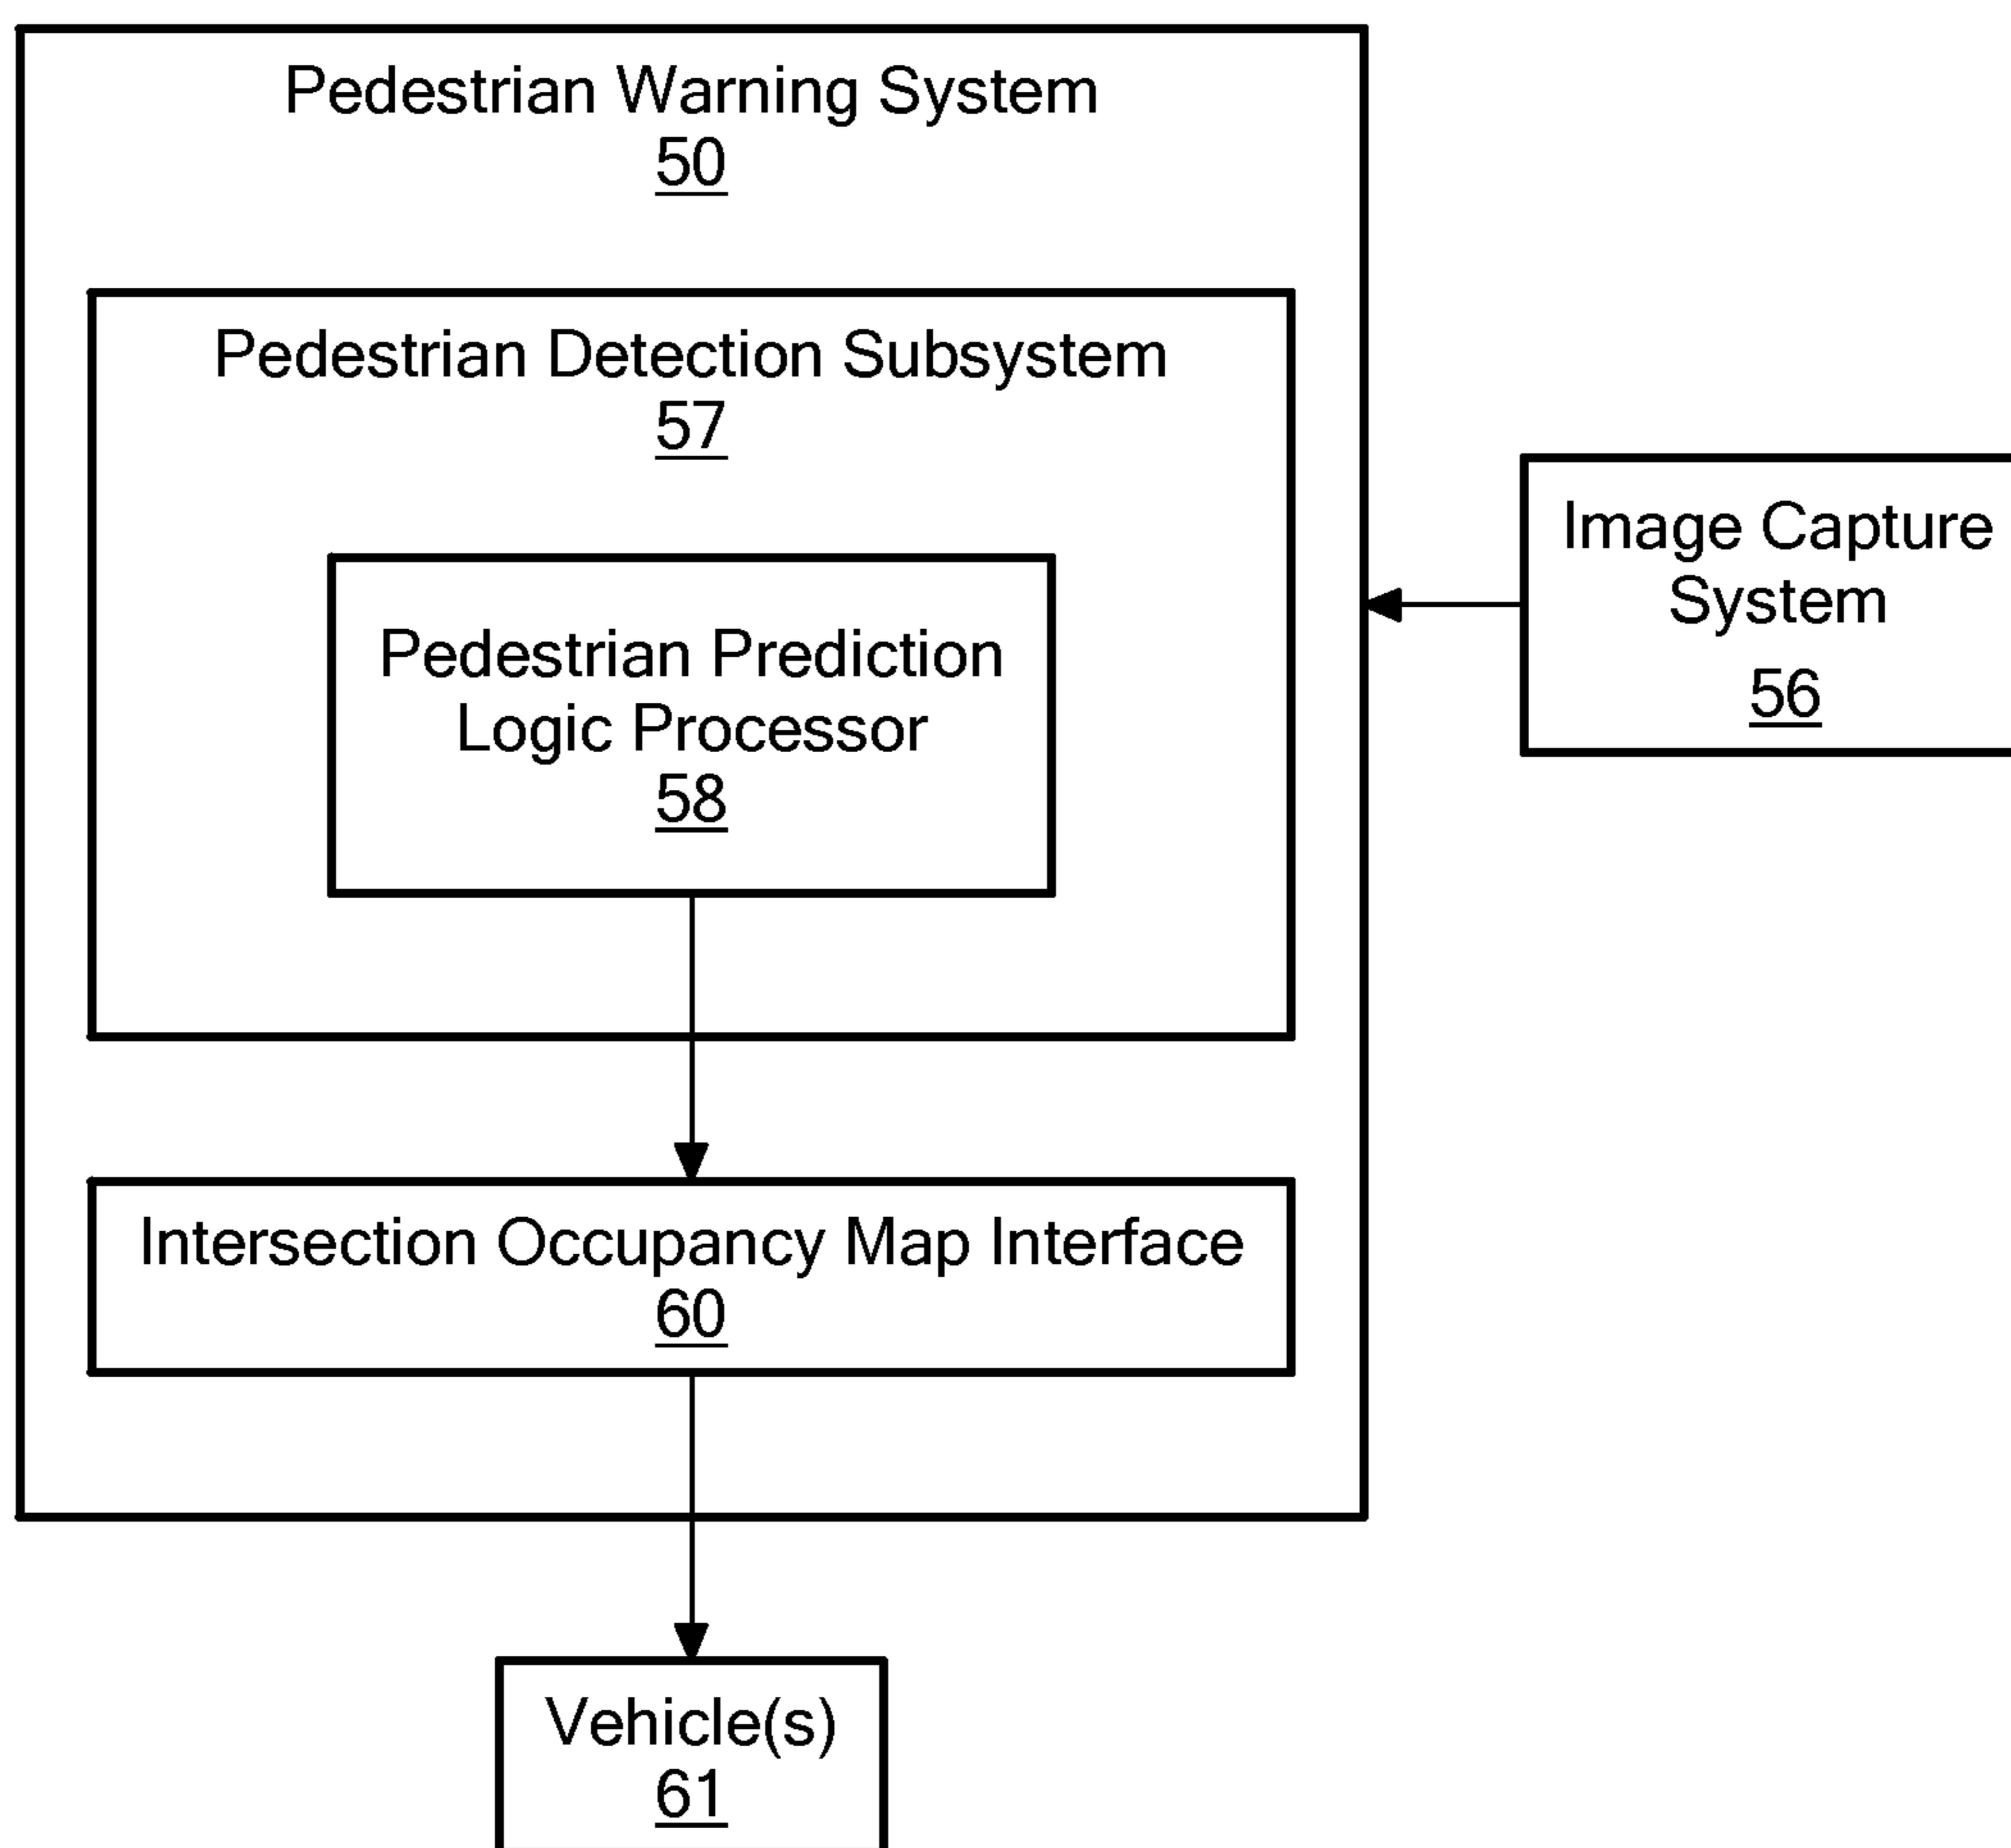 Pedestrian Warning System
50
Pedestrian Detection Subsystem
57
Pedestrian Prediction
Logic Processor
58
Image Capture
System
56
Intersection Occupancy Map Interface
60
Vehicle(s)
61